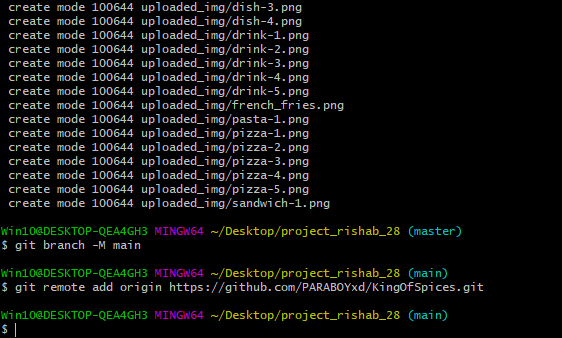 create mode 100644 uploaded_img/dish-3.png
create mode 100644 uploaded_img/dish-4.png
create mode 100644 uploaded_img/drink-1.png
create mode 100644 uploaded_img/drink-2.png
create mode 100644 uploaded_img/drink-3.png
create mode 100644 uploaded_img/drink-4.png
create mode 100644 uploaded_img/drink-5.png
create mode 100644 uploaded_img/french_fries.png
create mode 100644 uploaded_img/pasta-1.png
create mode 100644 uploaded_img/pizza-1.png
create mode 100644 uploaded_img/pizza-2.png
create mode 100644 uploaded_img/pizza-3.png
create mode 100644 uploaded_img/pizza-4.png
create mode 100644 uploaded_img/pizza-5.png
create mode 100644 uploaded_img/sandwich-1.png
Win10@DESKTOP-QEA4GH3 MINGW64 ~/Desktop/project_rishab_28 (master)
$ git branch -M main
Win10@DESKTOP-QEA4GH3 MINGW64 ~/Desktop/project_rishab_28 (main)
$ git remote add origin https://github.com/PARABOYxd/KingOfSpices.git
Win10@DESKTOP-QEA4GH3 MINGW64 ~/Desktop/project_rishab_28 (main)
$